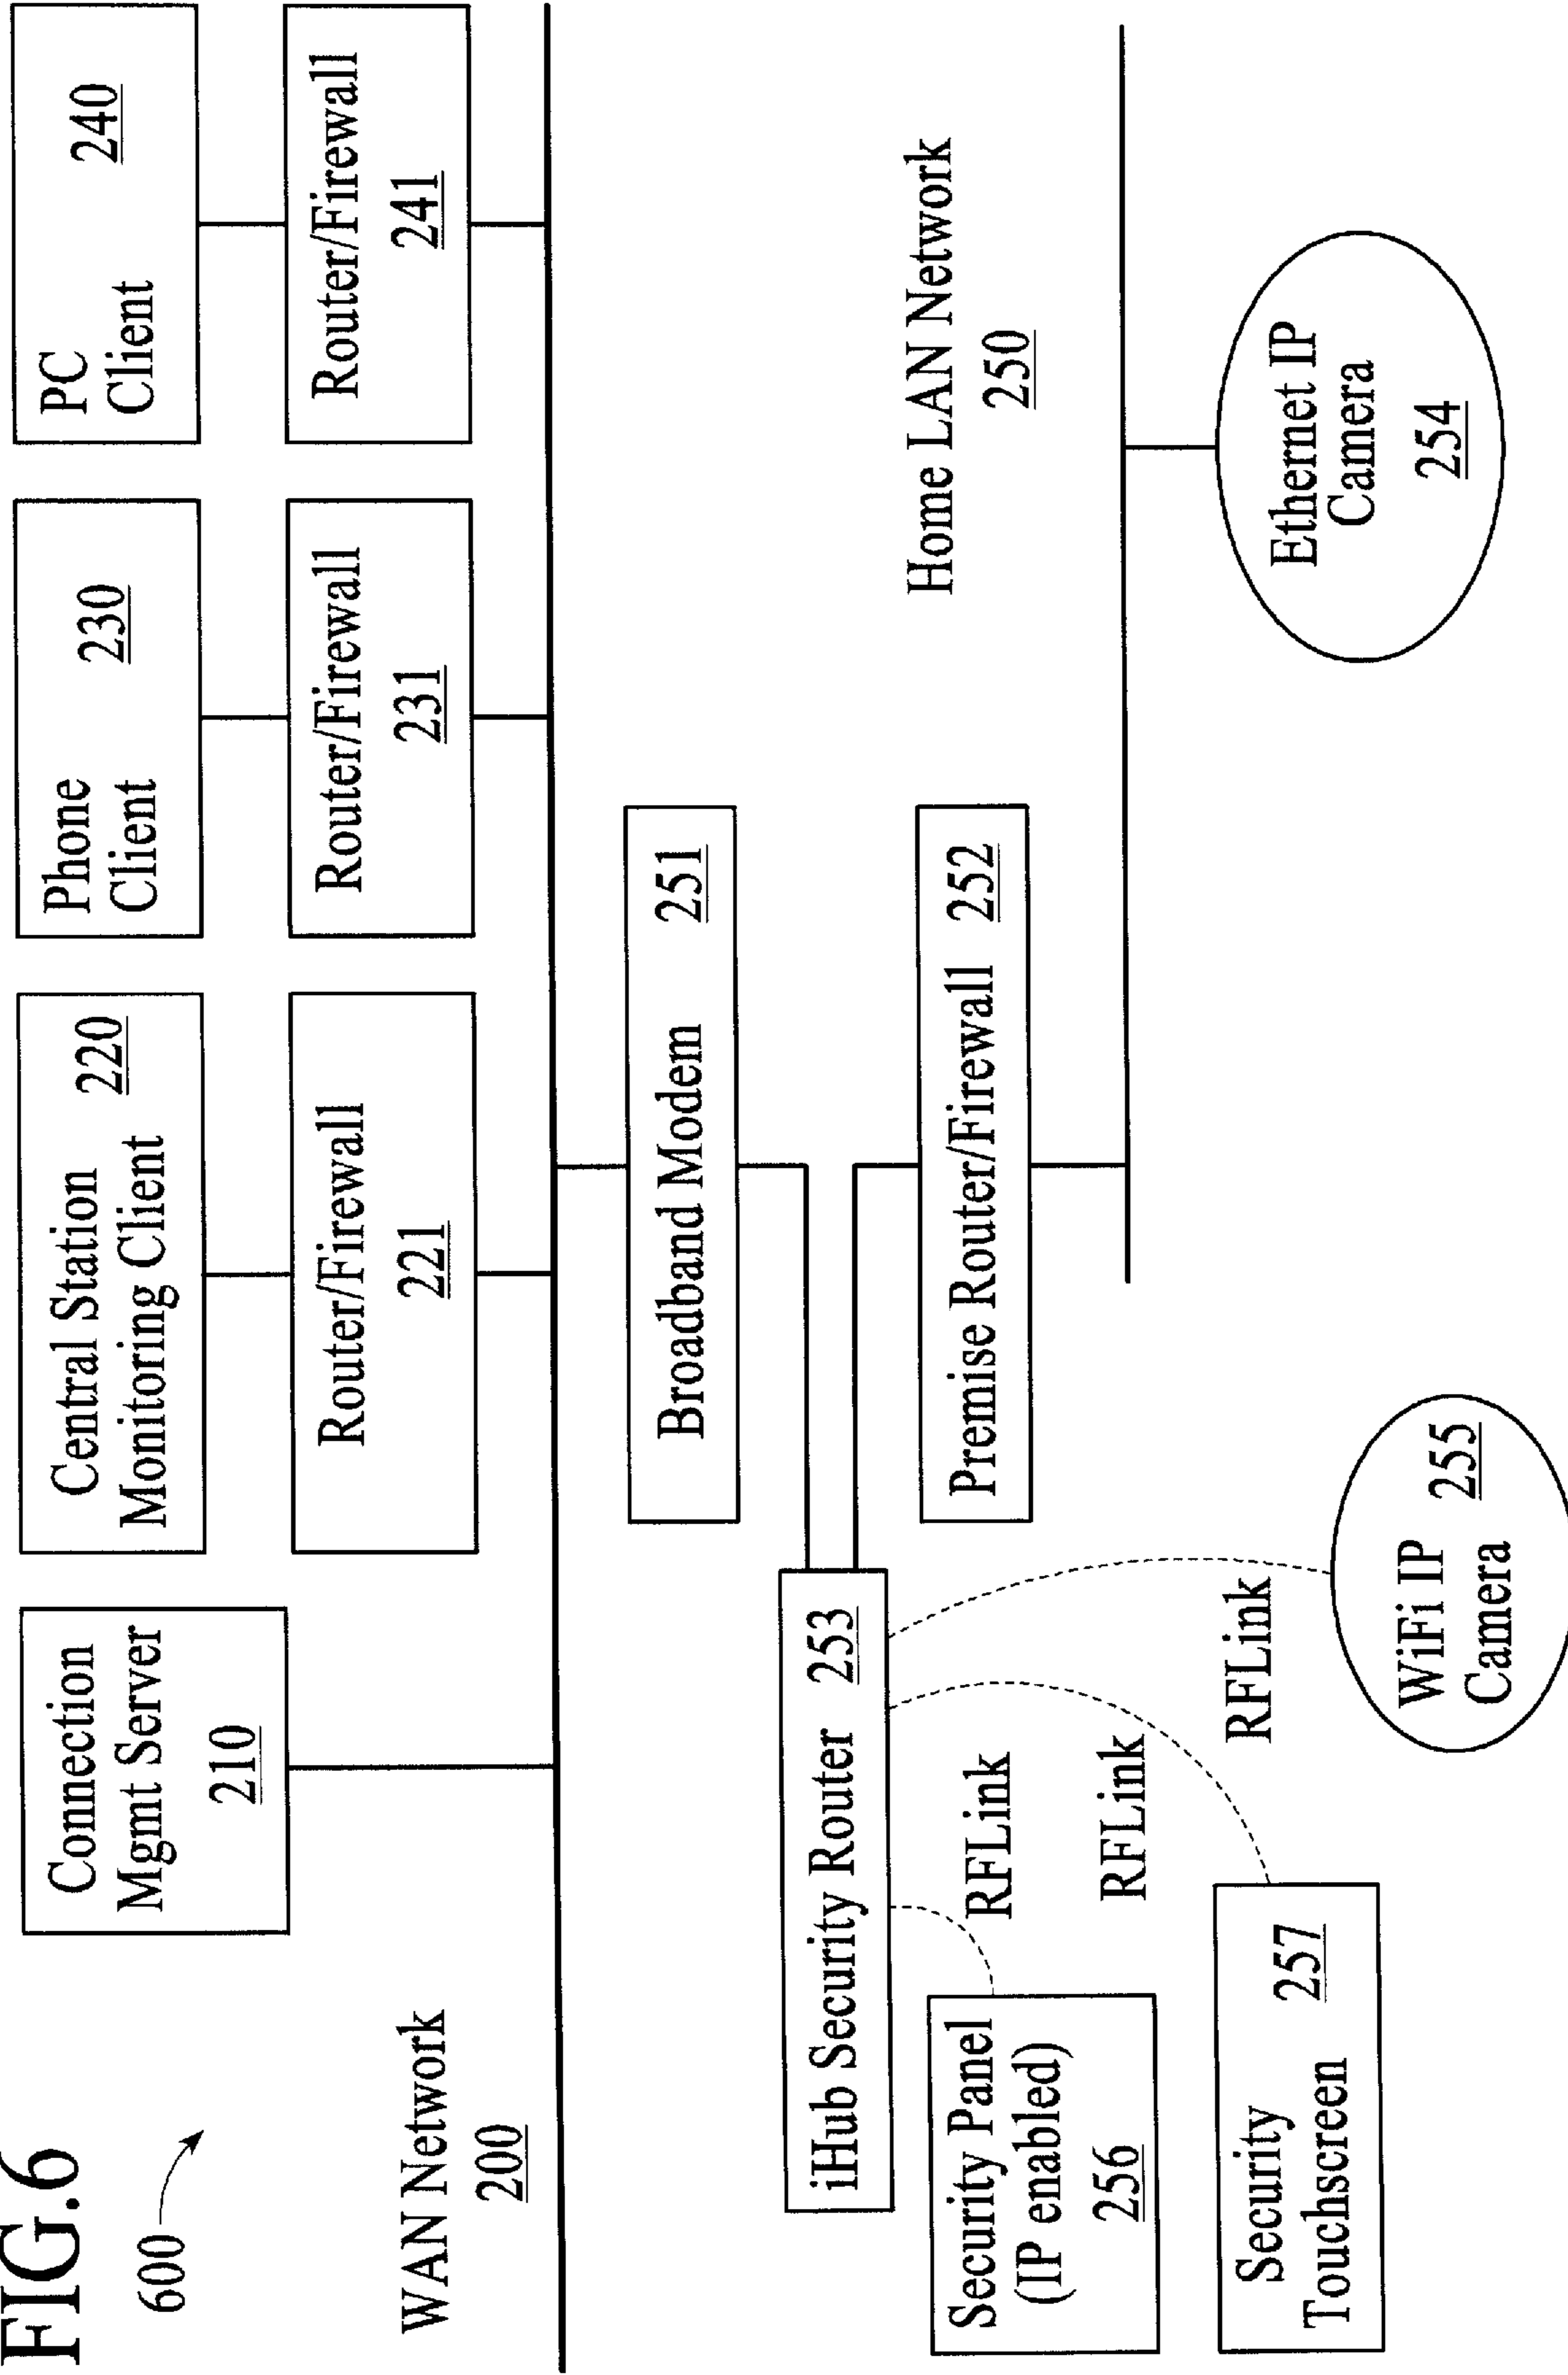 FIG.6
600
WAN Network
200
Connection
Mgmt Server
210
Central Station
Monitoring Client
220
Phone
Client
230
PC
Client
240
Router/Firewall
221
Router/Firewall
231
Router/Firewall
241
Broadband Modem 251
iHub Security Router 253
Premise Router/Firewall 252
Home LAN Network
250
Security Panel
(IP enabled)
256
RFLink
Security
Touchscreen
257
RFLink
RFLink
WiFi IP
Camera
255
Ethernet IP
Camera
254